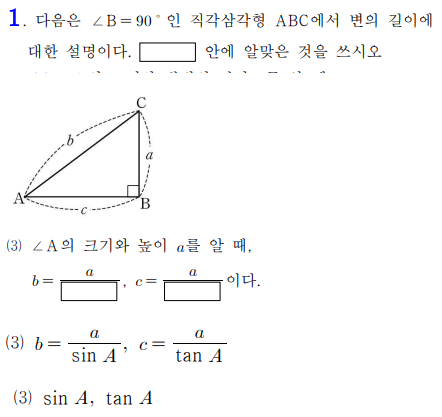 1. 다음은 ∠B=90°인 직각삼각형 ABC에서 변의 길이에
대한 설명이다. 안에 알맞은 것을 쓰시오
C
b
a
A
B
c
(3) ∠A의 크기와 높이 a를 알 때,
b= a/□, c= a/□ 이다.
(3) b= a/sin A, c= a/tan A
(3) sin A, tan A